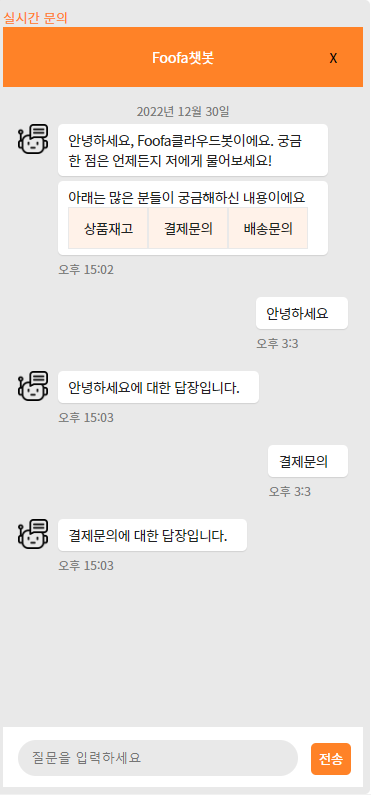 실시간 문의
Foofa챗봇 X
2022년 12월 30일
안녕하세요, Foofa클라우드봇이에요. 궁금
한 점은 언제든지 저에게 물어보세요!
아래는 많은 분들이 궁금해하신 내용이에요
상품재고 결제문의 배송문의
오후 15:02
안녕하세요
오후 3:3
안녕하세요에 대한 답장입니다.
오후 15:03
결제문의
오후 3:3
결제문의에 대한 답장입니다.
오후 15:03
질문을 입력하세요 전송